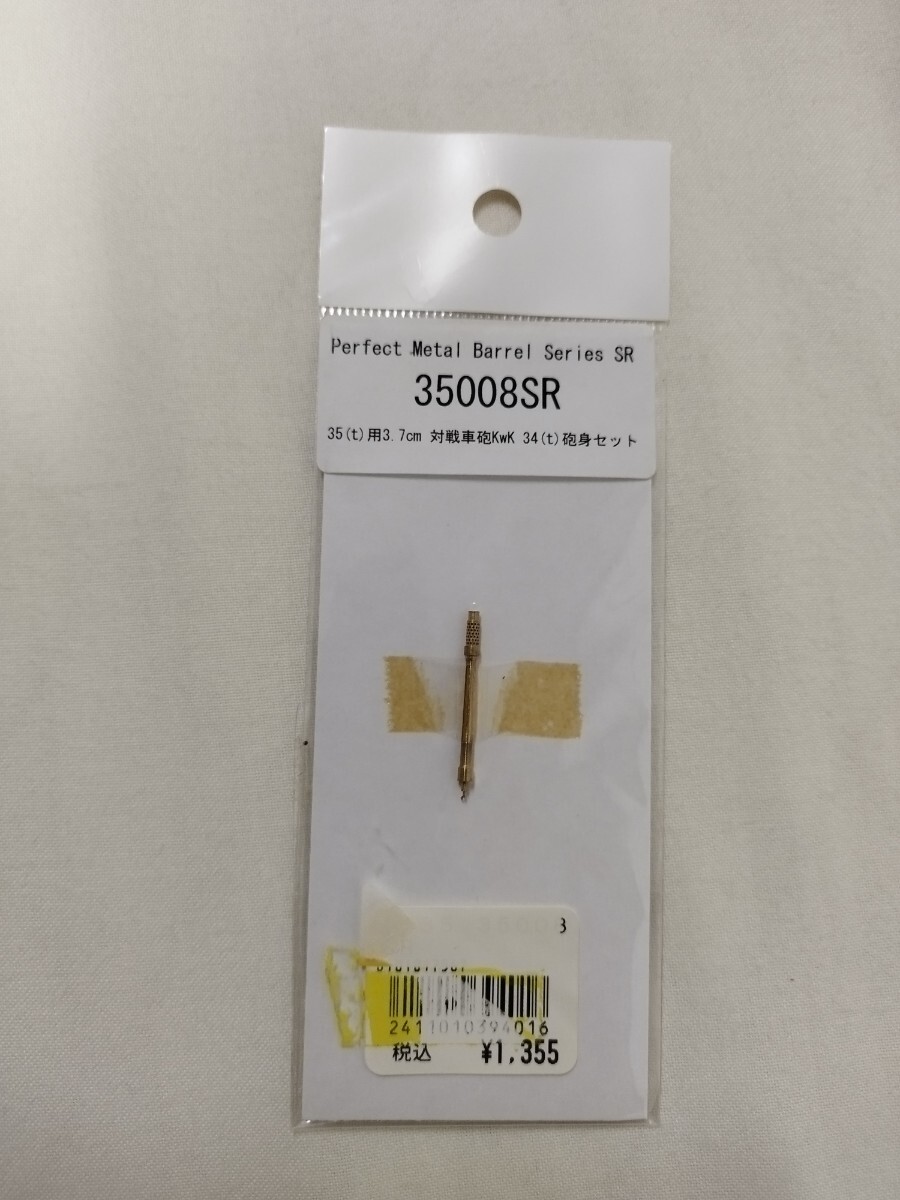 Perfect Metal Barrel Series SR
35008SR
35(t)用3.7cm 対戦車砲KwK 34(t)砲身セット
2411010394016
税込 ¥1,355